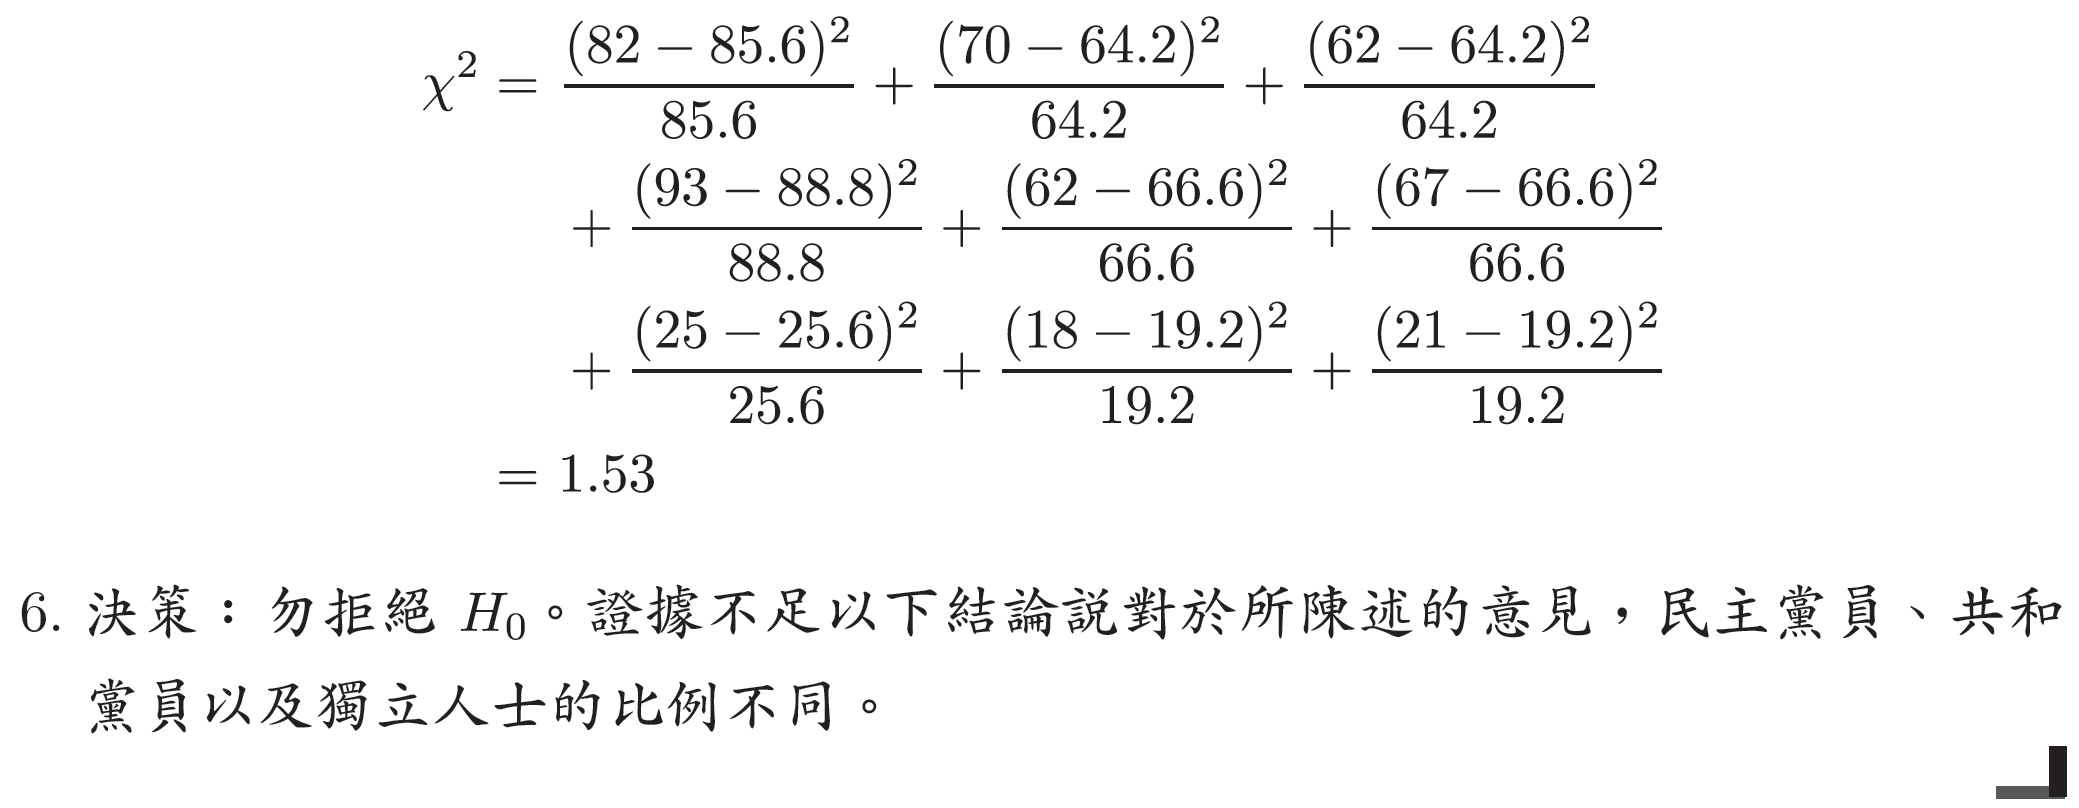 χ² = (82 − 85.6)²/85.6 + (70 − 64.2)²/64.2 + (62 − 64.2)²/64.2
+ (93 − 88.8)²/88.8 + (62 − 66.6)²/66.6 + (67 − 66.6)²/66.6
+ (25 − 25.6)²/25.6 + (18 − 19.2)²/19.2 + (21 − 19.2)²/19.2
= 1.53
6. 決策：勿拒絕 H₀。證據不足以下結論說對於所陳述的意見，民主黨員、共和
黨員以及獨立人士的比例不同。